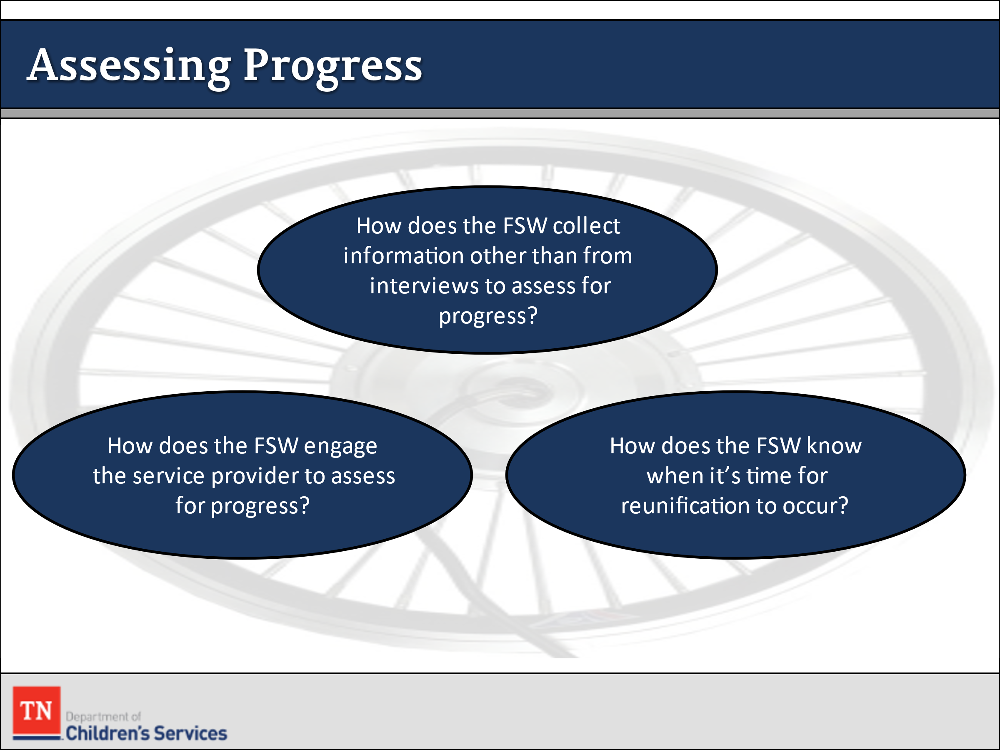 Assessing Progress
How does the FSW collect
information other than from
interviews to assess for
progress?
How does the FSW engage
the service provider to assess
for progress?
How does the FSW know
when it’s time for
reunification to occur?
TN
Department of
Children's Services